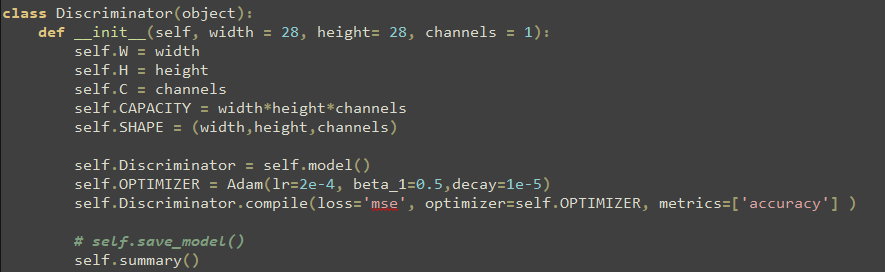 class Discriminator(object):
    def __init__(self, width = 28, height= 28, channels = 1):
        self.W = width
        self.H = height
        self.C = channels
        self.CAPACITY = width*height*channels
        self.SHAPE = (width,height,channels)

        self.Discriminator = self.model()
        self.OPTIMIZER = Adam(lr=2e-4, beta_1=0.5,decay=1e-5)
        self.Discriminator.compile(loss='mse', optimizer=self.OPTIMIZER, metrics=['accuracy'] )

        # self.save_model()
        self.summary()